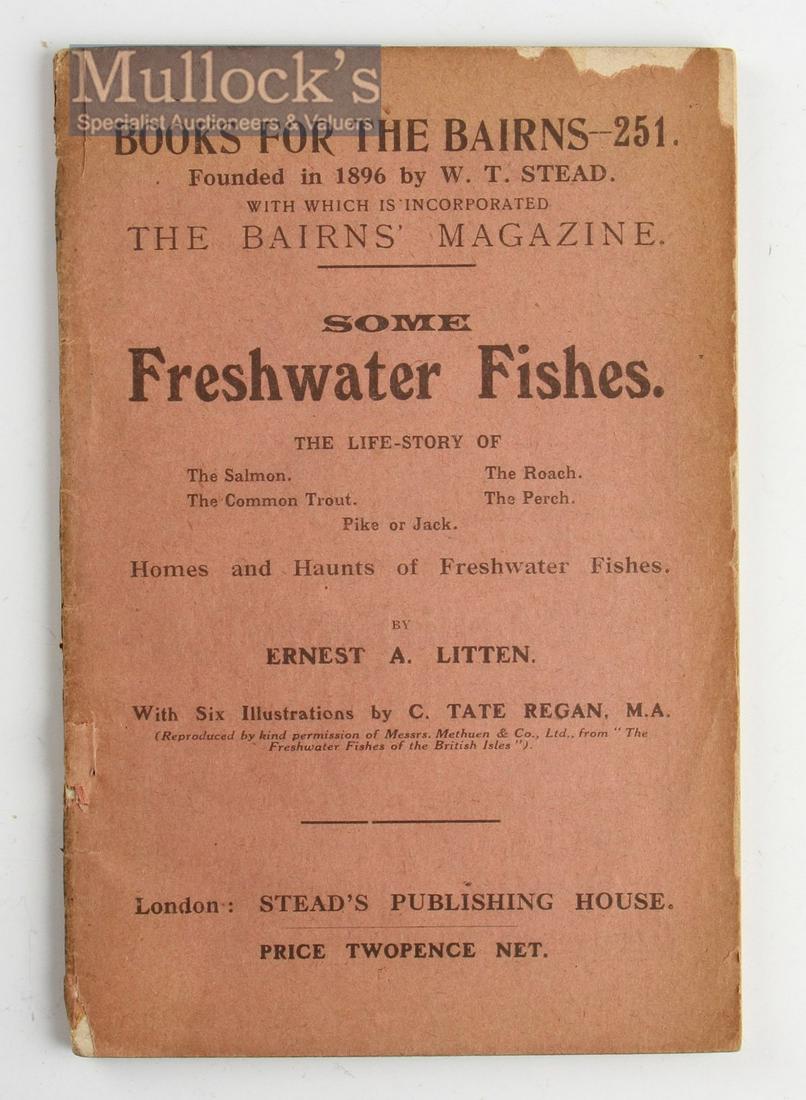 Mullock's
Specialist Auctioneers & Valuers
BOOKS FOR THE BAIRNS—251.
Founded in 1896 by W. T. STEAD.
WITH WHICH IS INCORPORATED
THE BAIRNS' MAGAZINE.
SOME
Freshwater Fishes.
THE LIFE-STORY OF
The Salmon. The Roach.
The Common Trout. The Perch.
Pike or Jack.
Homes and Haunts of Freshwater Fishes.
BY
ERNEST A. LITTEN.
With Six Illustrations by C. TATE REGAN, M.A.
(Reproduced by kind permission of Messrs. Methuen & Co., Ltd., from "The
Freshwater Fishes of the British Isles").
London: STEAD'S PUBLISHING HOUSE.
PRICE TWOPENCE NET.